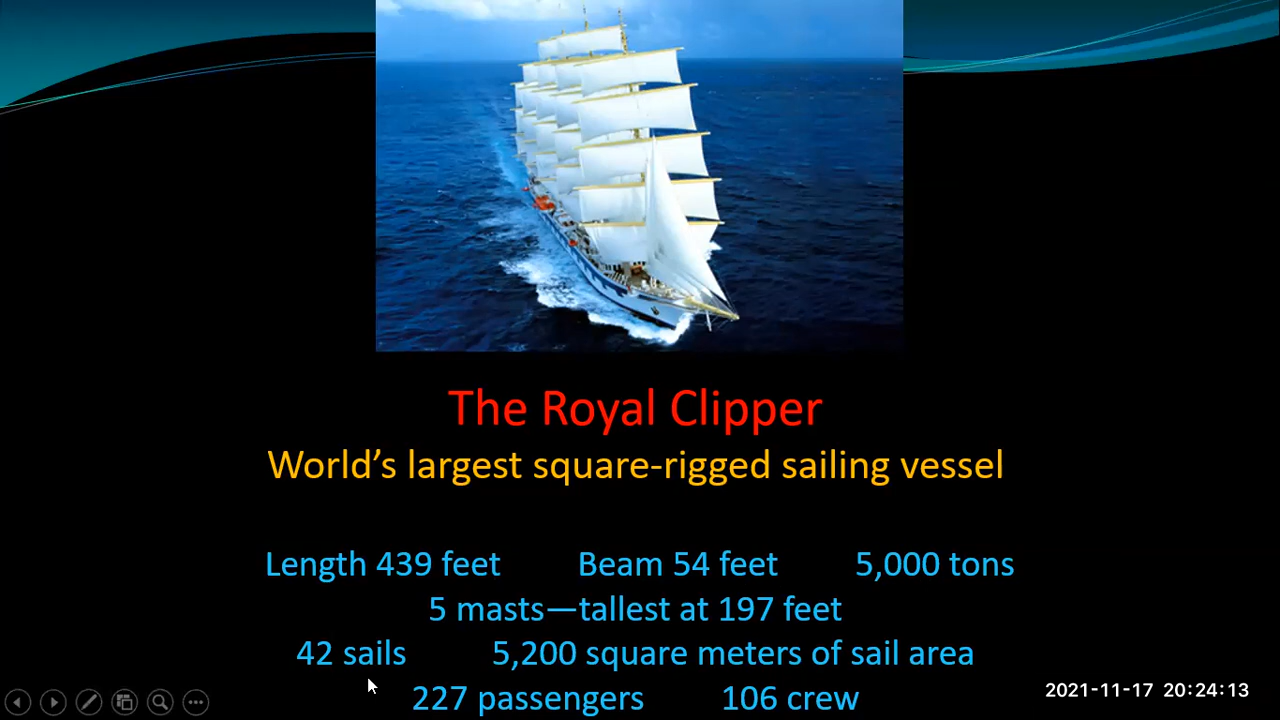 The Royal Clipper
World’s largest square-rigged sailing vessel
Length 439 feet Beam 54 feet 5,000 tons
5 masts—tallest at 197 feet
42 sails 5,200 square meters of sail area
227 passengers 106 crew
2021-11-17 20:24:13